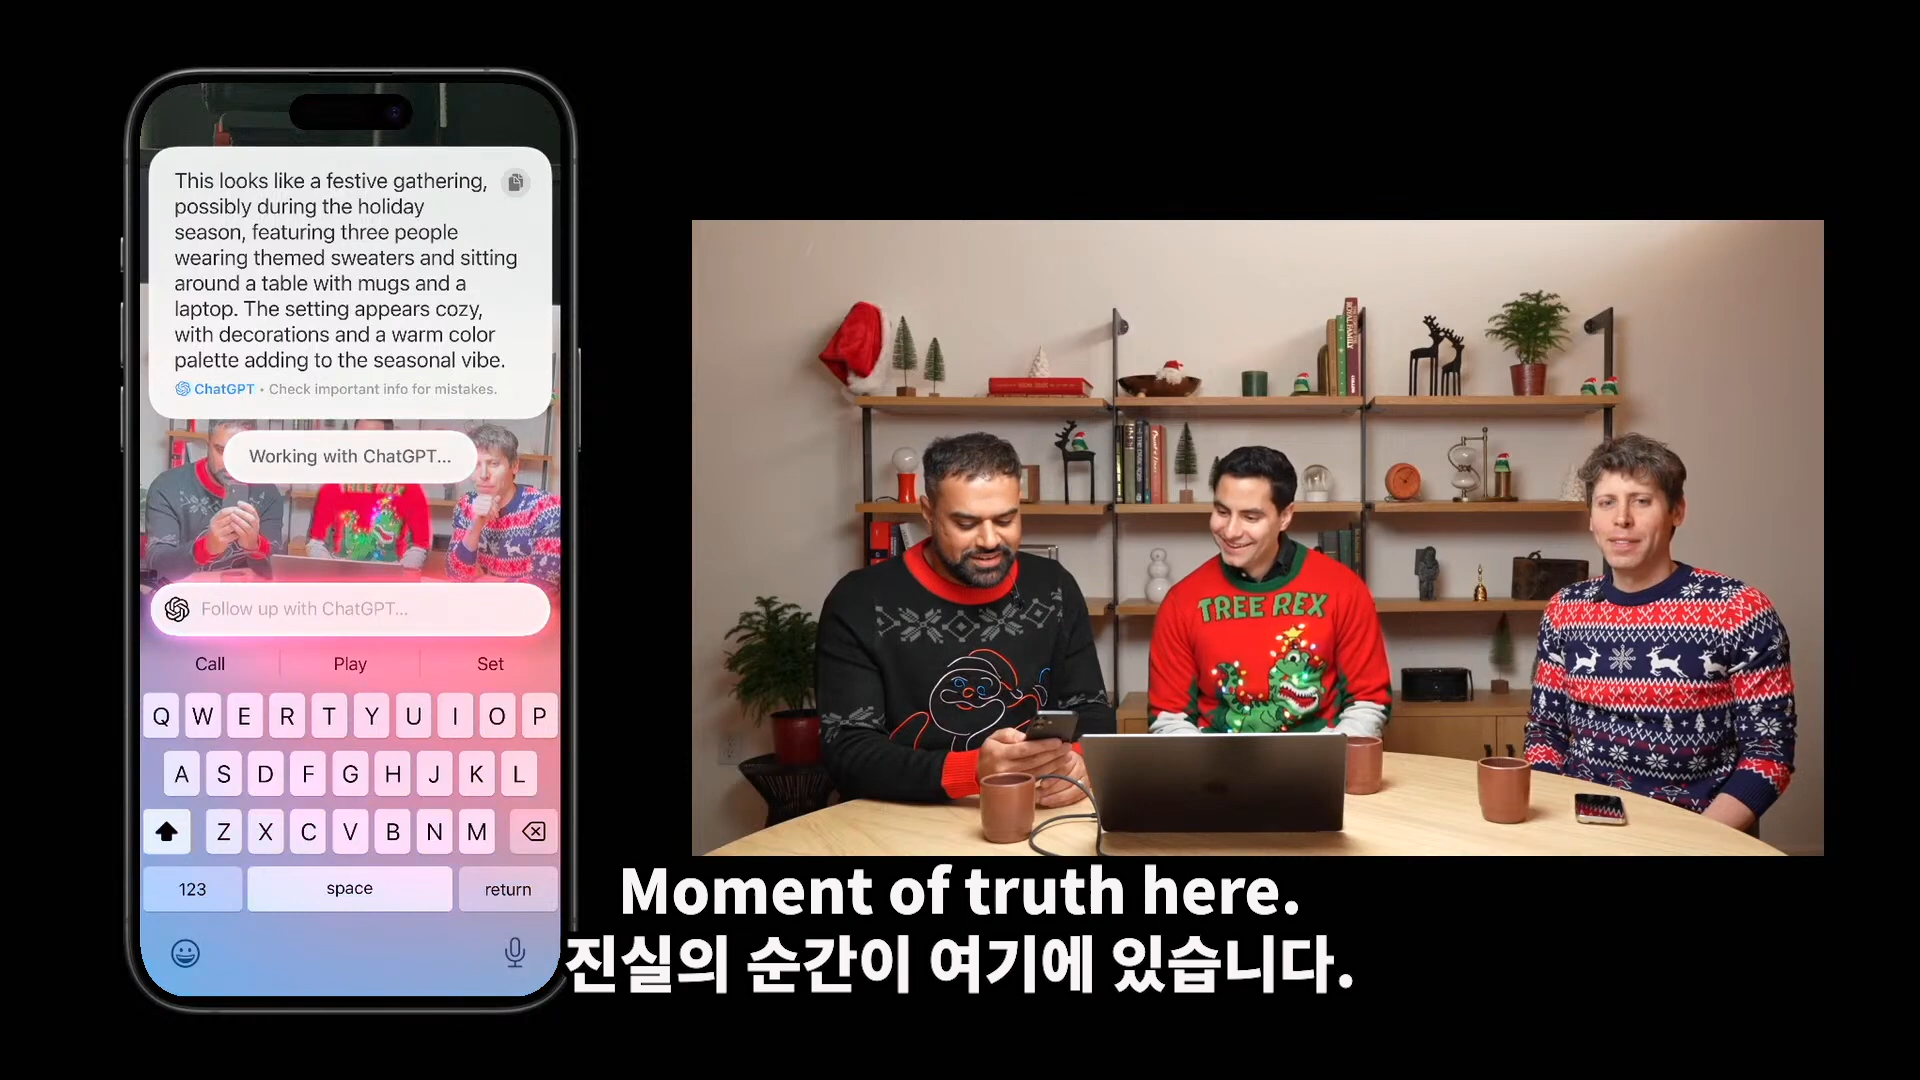 This looks like a festive gathering,
possibly during the holiday
season, featuring three people
wearing themed sweaters and sitting
around a table with mugs and a
laptop. The setting appears cozy,
with decorations and a warm color
palette adding to the seasonal vibe.
ChatGPT • Check important info for mistakes.
Working with ChatGPT...
TREE REX
Follow up with ChatGPT...
Call Play Set
Q W E R T Y U I O P
A S D F G H J K L
Z X C V B N M
123 space return
ROYAL FAMILY
TREE REX
Moment of truth here.
진실의 순간이 여기에 있습니다.